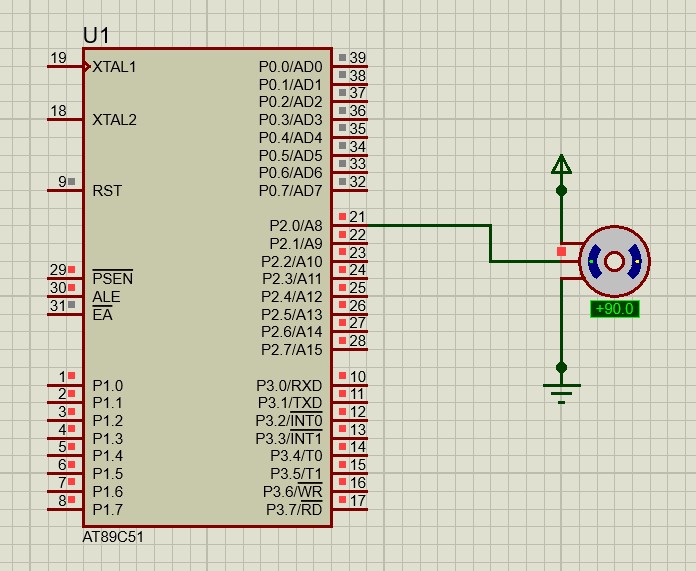 U1
19 XTAL1
18 XTAL2
9 RST
29 PSEN
30 ALE
31 EA
1 P1.0
2 P1.1
3 P1.2
4 P1.3
5 P1.4
6 P1.5
7 P1.6
8 P1.7
P0.0/AD0 39
P0.1/AD1 38
P0.2/AD2 37
P0.3/AD3 36
P0.4/AD4 35
P0.5/AD5 34
P0.6/AD6 33
P0.7/AD7 32
P2.0/A8 21
P2.1/A9 22
P2.2/A10 23
P2.3/A11 24
P2.4/A12 25
P2.5/A13 26
P2.6/A14 27
P2.7/A15 28
P3.0/RXD 10
P3.1/TXD 11
P3.2/INT0 12
P3.3/INT1 13
P3.4/T0 14
P3.5/T1 15
P3.6/WR 16
P3.7/RD 17
AT89C51
+90.0